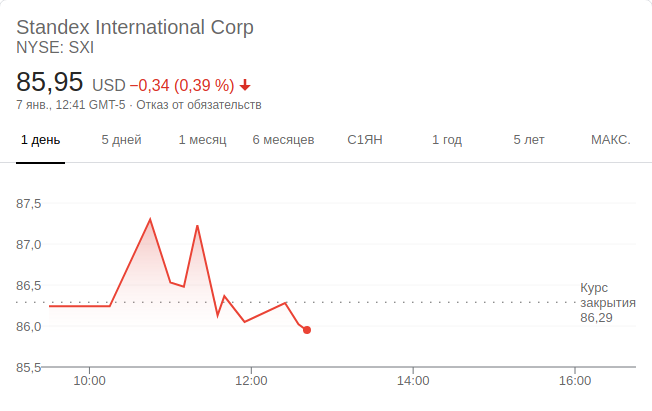 Standex International Corp
NYSE: SXI
85,95 USD −0,34 (0,39 %)
7 янв., 12:41 GMT-5 · Отказ от обязательств
1 день 5 дней 1 месяц 6 месяцев С1ЯН 1 год 5 лет МАКС.
87,5
87,0
86,5
Курс
закрытия
86,29
86,0
85,5
10:00 12:00 14:00 16:00